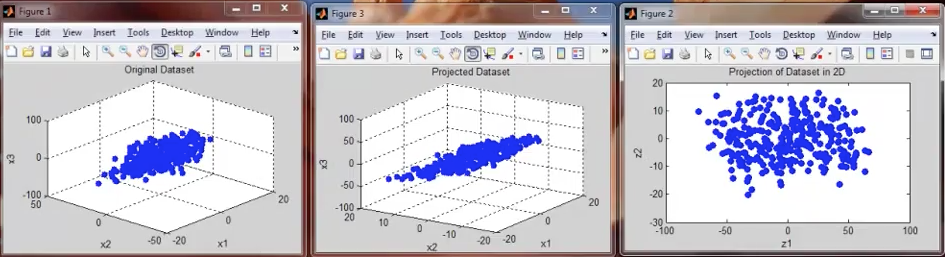 Figure 1
File Edit View Insert Tools Desktop Window Help
Original Dataset
100
0
-100
x3
50
0
-50
x2
-20
0
20
x1
Figure 3
File Edit View Insert Tools Desktop Window Help
Projected Dataset
100
50
0
-50
-100
x3
20
10
0
-10
-20
x2
-20
0
20
x1
Figure 2
File Edit View Insert Tools Desktop Window Help
Projection of Dataset in 2D
20
10
0
-10
-20
-30
z2
-100
-50
0
50
100
z1